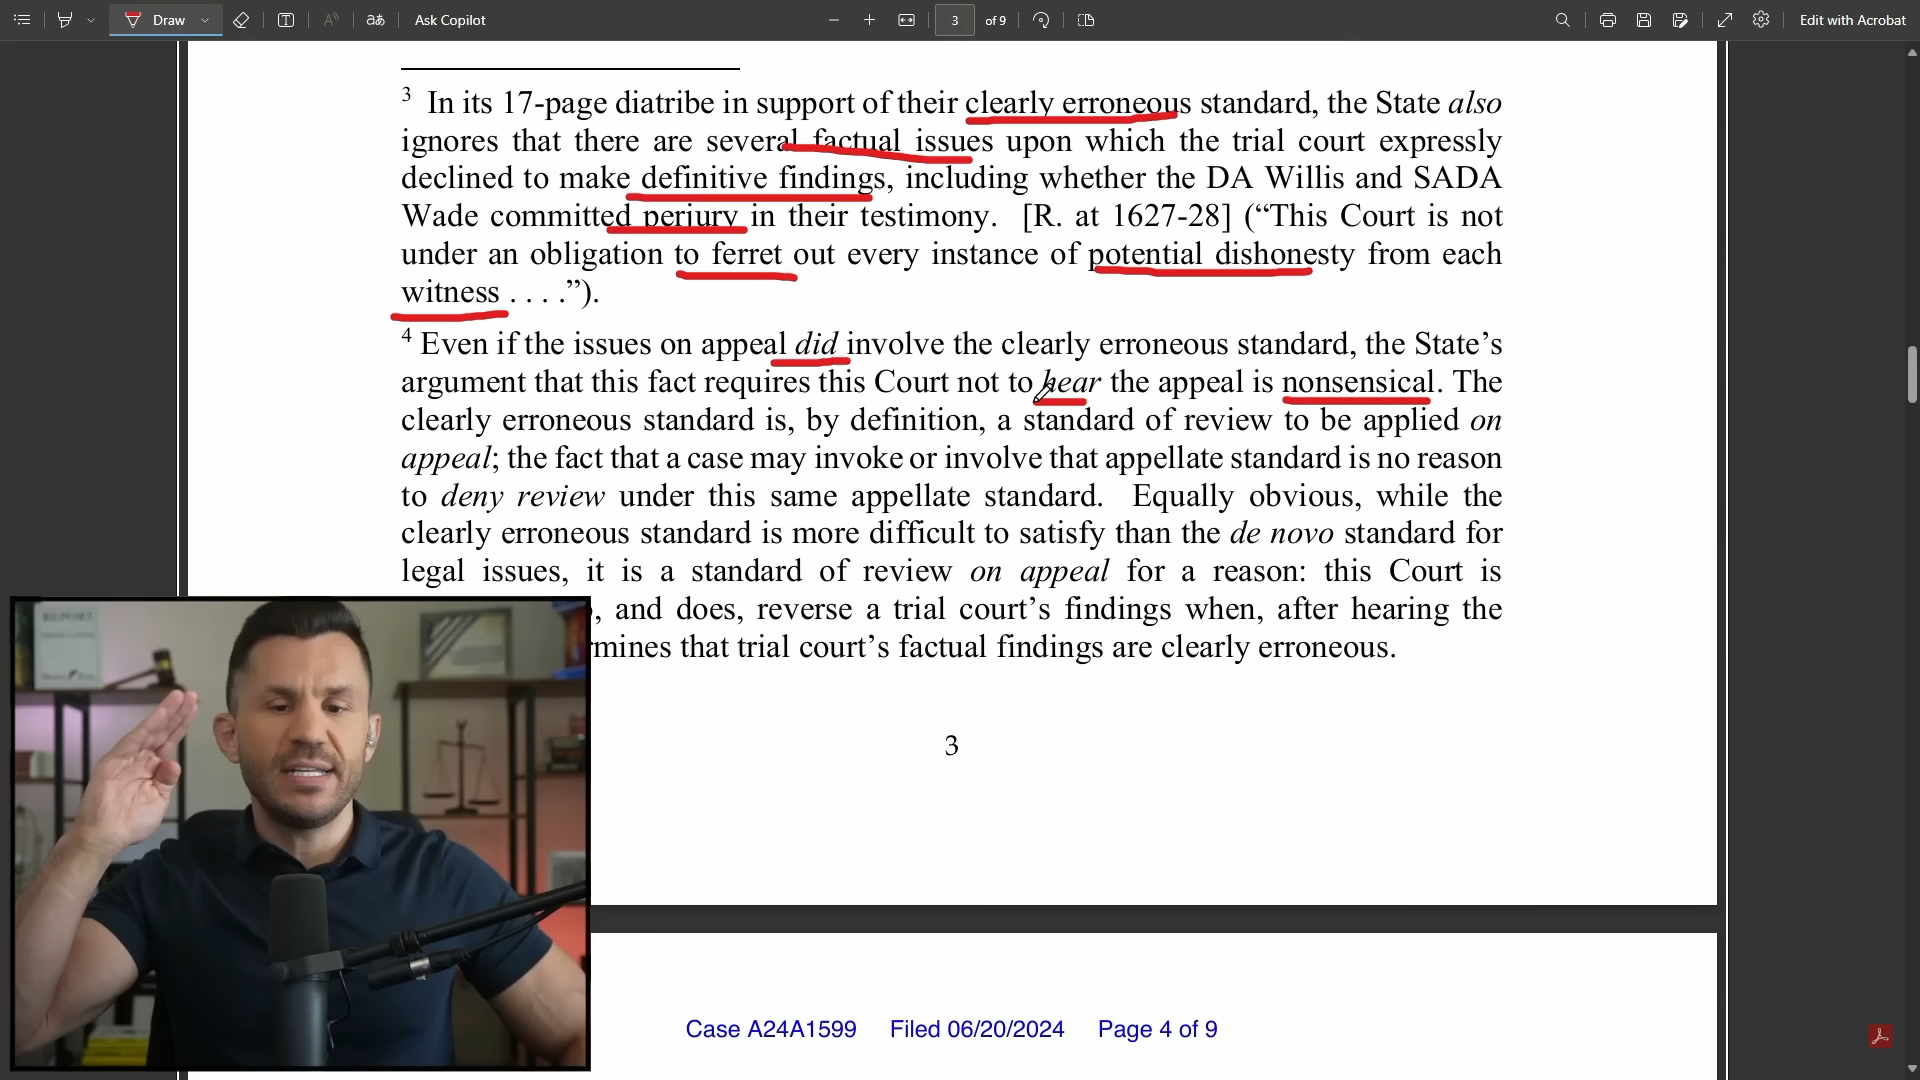 Draw
aあ
Ask Copilot
3 of 9
Edit with Acrobat
3 In its 17-page diatribe in support of their clearly erroneous standard, the State also
ignores that there are several factual issues upon which the trial court expressly
declined to make definitive findings, including whether the DA Willis and SADA
Wade committed perjury in their testimony. [R. at 1627-28] (“This Court is not
under an obligation to ferret out every instance of potential dishonesty from each
witness . . . .”).
4 Even if the issues on appeal did involve the clearly erroneous standard, the State’s
argument that this fact requires this Court not to hear the appeal is nonsensical. The
clearly erroneous standard is, by definition, a standard of review to be applied on
appeal; the fact that a case may invoke or involve that appellate standard is no reason
to deny review under this same appellate standard. Equally obvious, while the
clearly erroneous standard is more difficult to satisfy than the de novo standard for
legal issues, it is a standard of review on appeal for a reason: this Court is
, and does, reverse a trial court’s findings when, after hearing the
rmines that trial court’s factual findings are clearly erroneous.
3
Case A24A1599 Filed 06/20/2024 Page 4 of 9